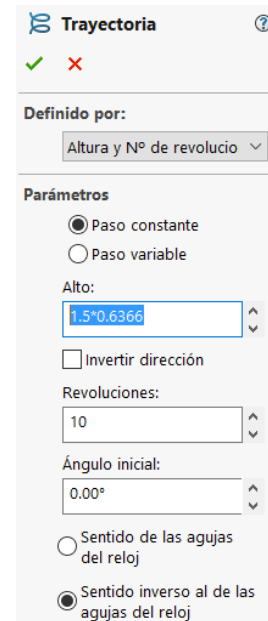 Trayectoria
Definido por:
Altura y Nº de revolucio
Parámetros
Paso constante
Paso variable
Alto:
1.5*0.6366
Invertir dirección
Revoluciones:
10
Ángulo inicial:
0.00°
Sentido de las agujas
del reloj
Sentido inverso al de las
agujas del reloj